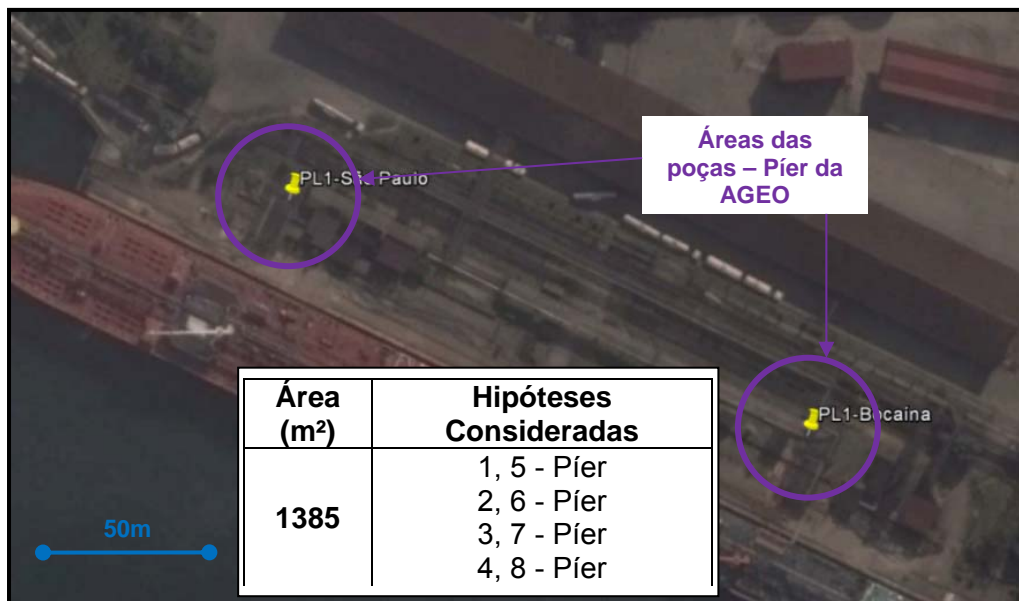 Áreas das
poças – Píer da
AGEO
PL1-São Paulo
PL1-Bocaina
Área
(m²)
Hipóteses
Consideradas
1385
1, 5 - Píer
2, 6 - Píer
3, 7 - Píer
4, 8 - Píer
50m